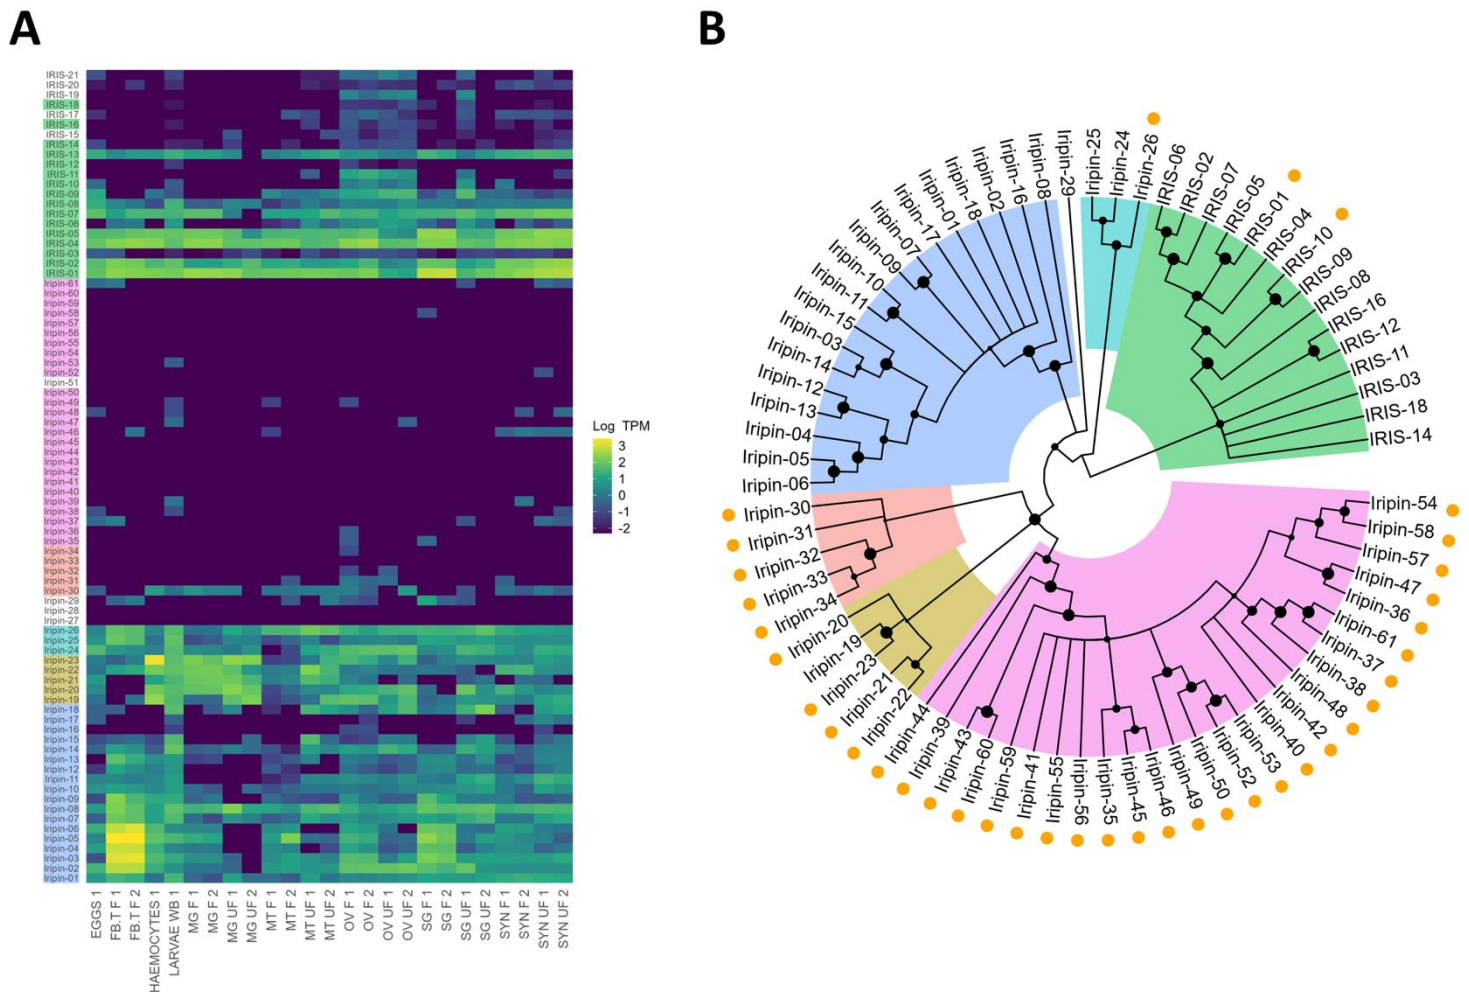 A
B
IRIS-21
IRIS-20
IRIS-19
IRIS-18
IRIS-17
IRIS-16
IRIS-15
IRIS-14
IRIS-13
IRIS-12
IRIS-11
IRIS-10
IRIS-09
IRIS-08
IRIS-07
IRIS-06
IRIS-05
IRIS-04
IRIS-03
IRIS-02
IRIS-01
Iripin-61
Iripin-60
Iripin-59
Iripin-58
Iripin-57
Iripin-56
Iripin-55
Iripin-54
Iripin-53
Iripin-52
Iripin-51
Iripin-50
Iripin-49
Iripin-48
Iripin-47
Iripin-46
Iripin-45
Iripin-44
Iripin-43
Iripin-42
Iripin-41
Iripin-40
Iripin-39
Iripin-38
Iripin-37
Iripin-36
Iripin-35
Iripin-34
Iripin-33
Iripin-32
Iripin-31
Iripin-30
Iripin-29
Iripin-28
Iripin-27
Iripin-26
Iripin-25
Iripin-24
Iripin-23
Iripin-22
Iripin-21
Iripin-20
Iripin-19
Iripin-18
Iripin-17
Iripin-16
Iripin-15
Iripin-14
Iripin-13
Iripin-12
Iripin-11
Iripin-10
Iripin-09
Iripin-08
Iripin-07
Iripin-06
Iripin-05
Iripin-04
Iripin-03
Iripin-02
Iripin-01
EGGS 1
FB.T F 1
FB.T F 2
HAEMOCYTES 1
LARVAE WB 1
MG F 1
MG F 2
MG UF 1
MG UF 2
MT F 1
MT F 2
MT UF 1
MT UF 2
OV F 1
OV F 2
OV UF 1
OV UF 2
SG F 1
SG F 2
SG UF 1
SG UF 2
SYN F 1
SYN F 2
SYN UF 1
SYN UF 2
Log TPM
3
2
1
0
-1
-2
Iripin-25
Iripin-24
Iripin-26
IRIS-06
IRIS-02
IRIS-07
IRIS-05
IRIS-01
IRIS-04
IRIS-10
IRIS-09
IRIS-08
IRIS-16
IRIS-12
IRIS-11
IRIS-03
IRIS-18
IRIS-14
Iripin-54
Iripin-58
Iripin-57
Iripin-47
Iripin-36
Iripin-61
Iripin-37
Iripin-38
Iripin-48
Iripin-42
Iripin-40
Iripin-53
Iripin-52
Iripin-50
Iripin-49
Iripin-46
Iripin-45
Iripin-35
Iripin-56
Iripin-55
Iripin-41
Iripin-59
Iripin-60
Iripin-43
Iripin-39
Iripin-44
Iripin-22
Iripin-21
Iripin-23
Iripin-19
Iripin-20
Iripin-34
Iripin-33
Iripin-32
Iripin-31
Iripin-30
Iripin-06
Iripin-05
Iripin-04
Iripin-13
Iripin-12
Iripin-14
Iripin-03
Iripin-15
Iripin-11
Iripin-10
Iripin-09
Iripin-07
Iripin-17
Iripin-01
Iripin-18
Iripin-02
Iripin-16
Iripin-08
Iripin-29